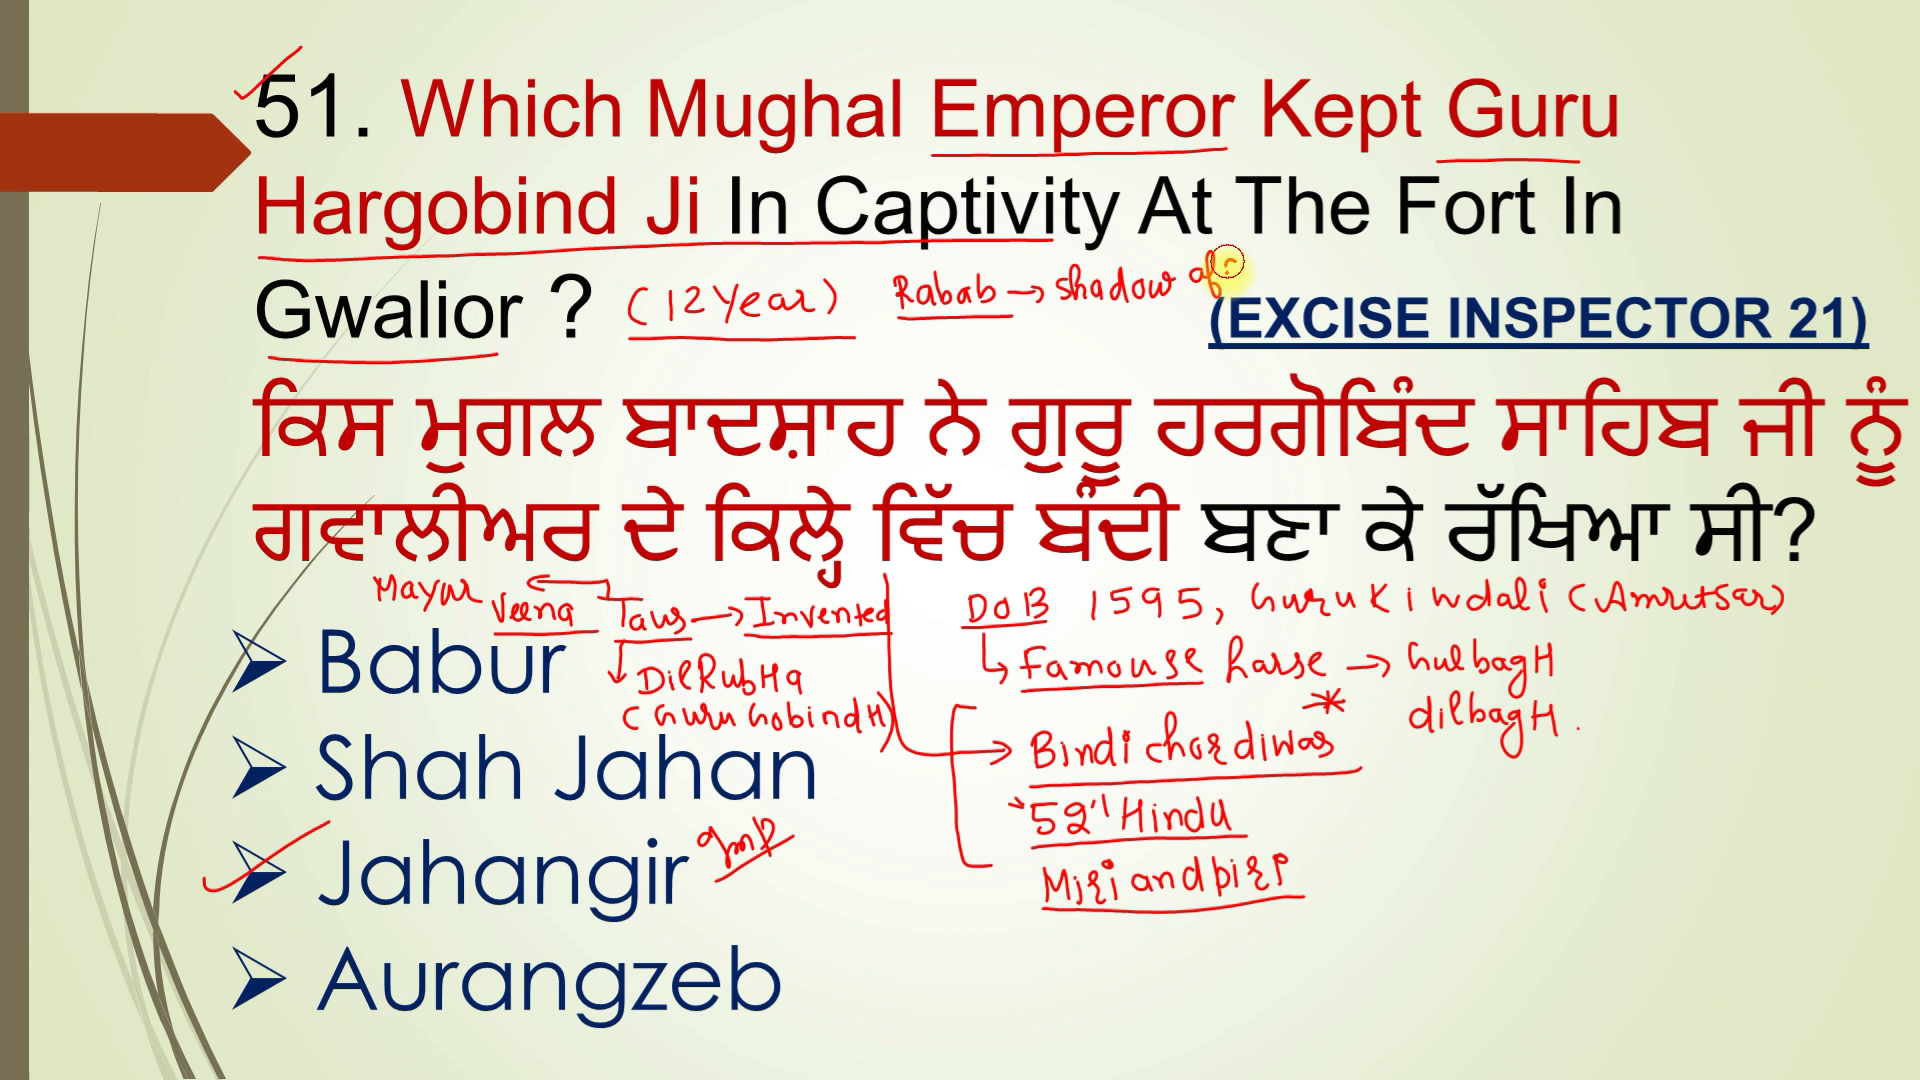 51. Which Mughal Emperor Kept Guru
Hargobind Ji In Captivity At The Fort In
Gwalior ? (12 Year) Rabab → Shadow of
(EXCISE INSPECTOR 21)
ਕਿਸ ਮੁਗਲ ਬਾਦਸ਼ਾਹ ਨੇ ਗੁਰੂ ਹਰਗੋਬਿੰਦ ਸਾਹਿਬ ਜੀ ਨੂੰ
ਗਵਾਲੀਅਰ ਦੇ ਕਿਲ੍ਹੇ ਵਿੱਚ ਬੰਦੀ ਬਣਾ ਕੇ ਰੱਖਿਆ ਸੀ?
Mayur Veena Taus → Invented
DilRubHa
(Guru GobindH)
DOB 1595, Guru Ki Wdali (Amritsar)
Famouse horse → GulbagH
dilbagH.
Bindi chor diwas
"52" Hindu
Miri and piri
Babur
Shah Jahan
Jahangir Imp
Aurangzeb